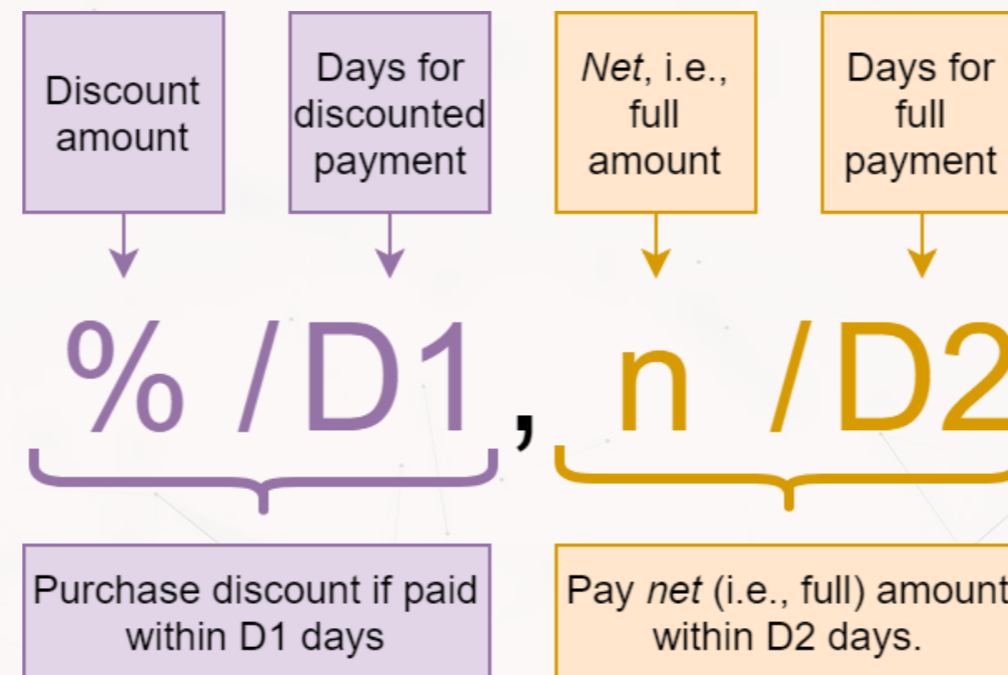 Discount
amount
Days for
discounted
payment
Net, i.e.,
full
amount
Days for
full
payment
% / D1 , n / D2
Purchase discount if paid
within D1 days
Pay net (i.e., full) amount
within D2 days.